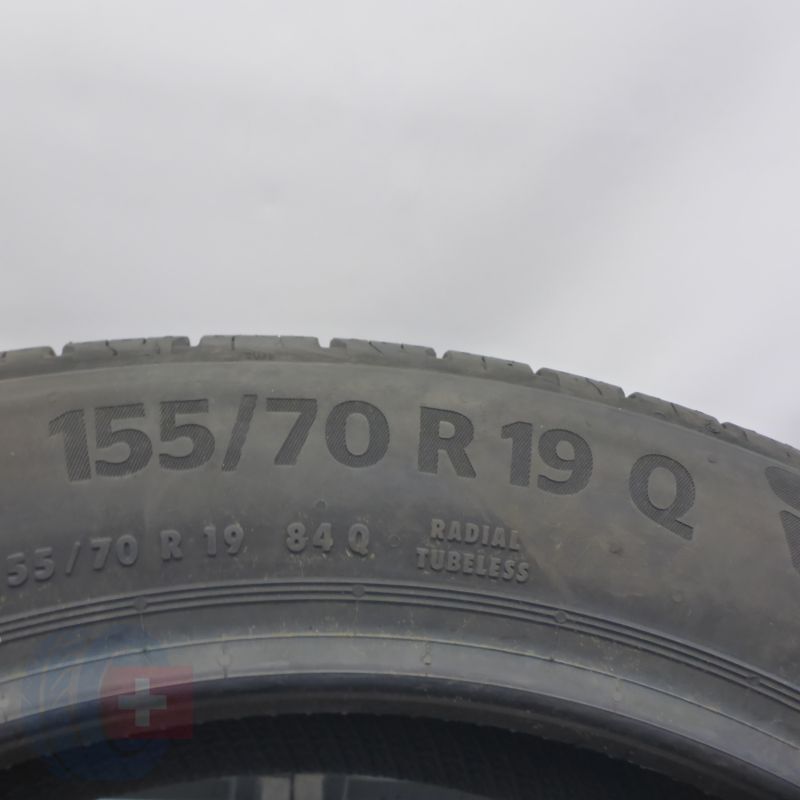 155/70 R 19 Q
55/70 R 19 84 Q RADIAL
TUBELESS